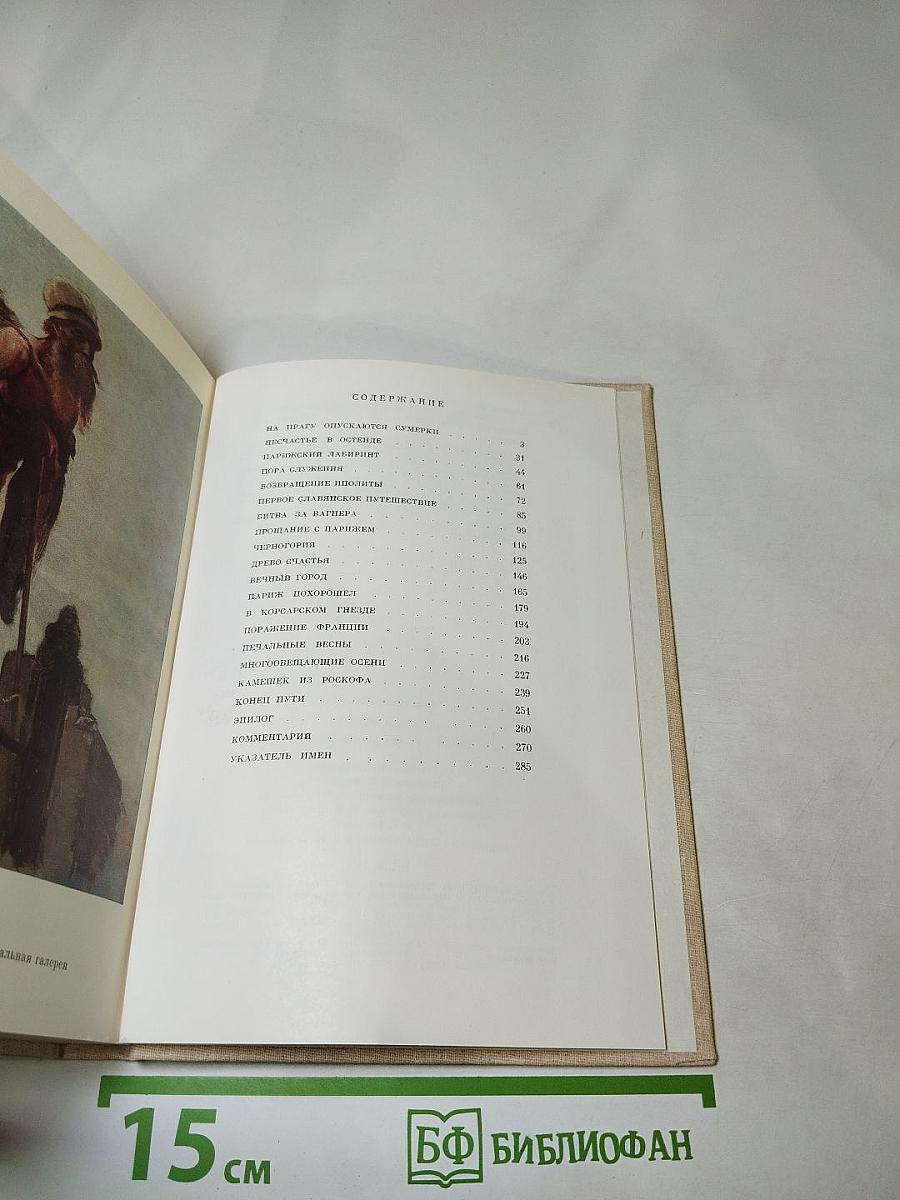 СОДЕРЖАНИЕ
НА ПРАГУ ОПУСКАЮТСЯ СУМЕРКИ . . . . . 3
НЕСЧАСТЬЕ В ОСТЕНДЕ . . . . . . . . 31
ПАРИЖСКИЙ ЛАБИРИНТ . . . . . . . . 44
ПОРА СЛУЖЕНИЯ . . . . . . . . . . 61
ВОЗВРАЩЕНИЕ ИПОЛИТЫ . . . . . . . . 72
ПЕРВОЕ СЛАВЯНСКОЕ ПУТЕШЕСТВИЕ . . . . . 85
БИТВА ЗА ВАГНЕРА . . . . . . . . . 99
ПРОЩАНИЕ С ПАРИЖЕМ . . . . . . . . 116
ЧЕРНОГОРИЯ . . . . . . . . . . . 125
ДРЕВО СЧАСТЬЯ . . . . . . . . . . 146
ВЕЧНЫЙ ГОРОД . . . . . . . . . . 165
ПАРИЖ ПОХОРОШЕЛ . . . . . . . . . 179
В КОРСАРСКОМ ГНЕЗДЕ . . . . . . . . 194
ПОРАЖЕНИЕ ФРАНЦИИ . . . . . . . . 203
ПЕЧАЛЬНЫЕ ВЕСНЫ . . . . . . . . . 216
МНОГООБЕЩАЮЩИЕ ОСЕНИ . . . . . . . 227
КАМЕШЕК ИЗ РОСКОФА . . . . . . . . 239
КОНЕЦ ПУТИ . . . . . . . . . . . 251
ЭПИЛОГ . . . . . . . . . . . . 260
КОММЕНТАРИЙ . . . . . . . . . . 270
УКАЗАТЕЛЬ ИМЕН . . . . . . . . . 285
альная галерея
15 СМ
БФ БИБЛИОФАН